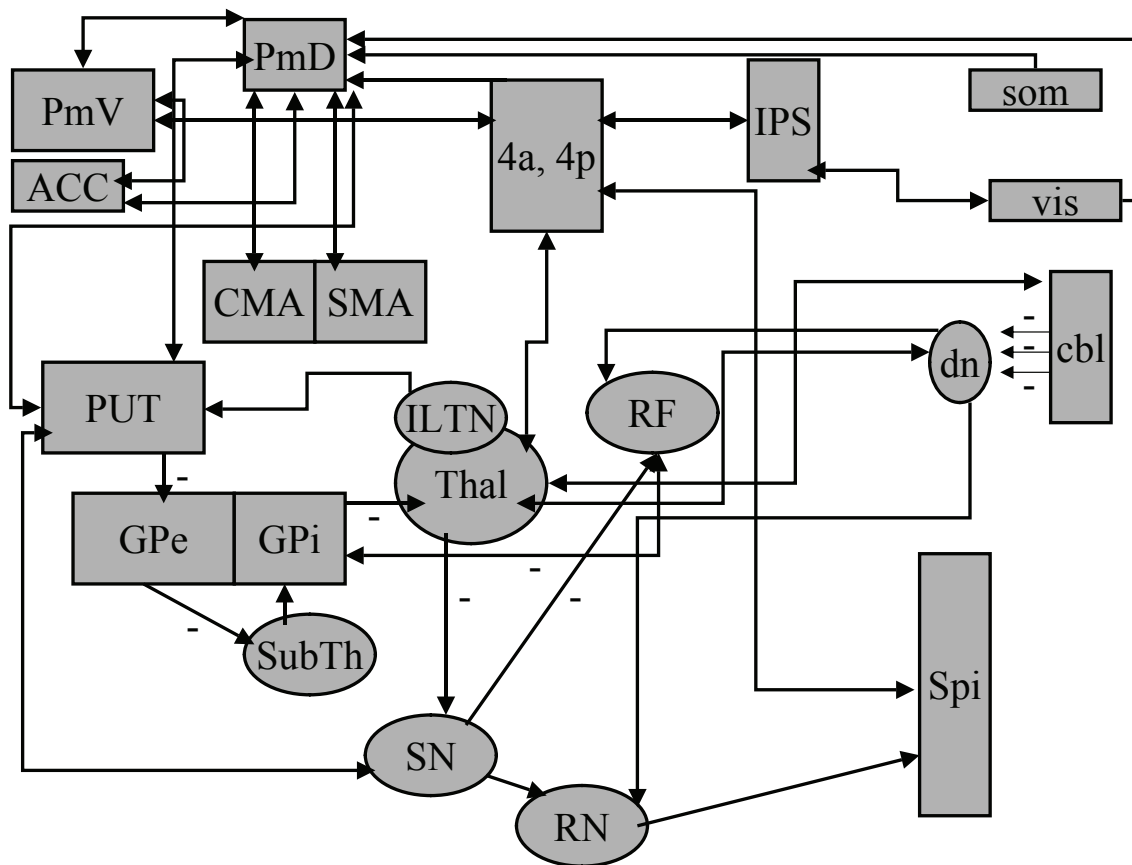 PmD
PmV
ACC
4a, 4p
IPS
som
vis
CMA SMA
cbl
-
-
-
dn
PUT
ILTN
RF
Thal
-
GPe GPi
-
-
-
-
-
SubTh
Spi
SN
RN